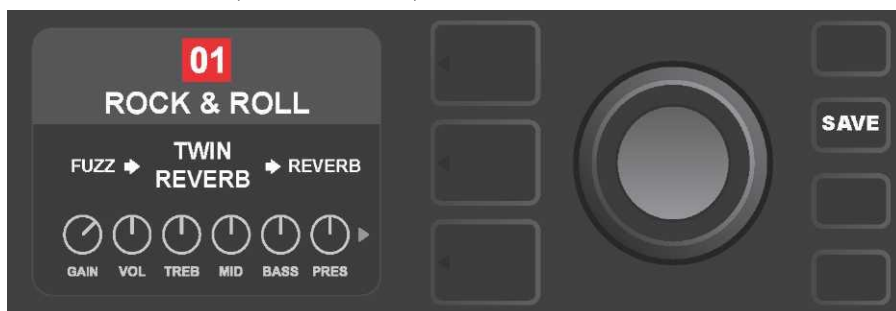 01
ROCK & ROLL
FUZZ TWIN REVERB REVERB
GAIN VOL TREB MID BASS PRES
SAVE